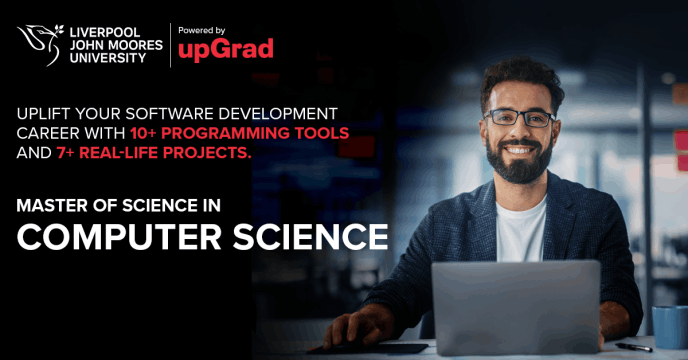 LIVERPOOL
JOHN MOORES
UNIVERSITY
Powered by
upGrad
UPLIFT YOUR SOFTWARE DEVELOPMENT
CAREER WITH 10+ PROGRAMMING TOOLS
AND 7+ REAL-LIFE PROJECTS.
MASTER OF SCIENCE IN
COMPUTER SCIENCE